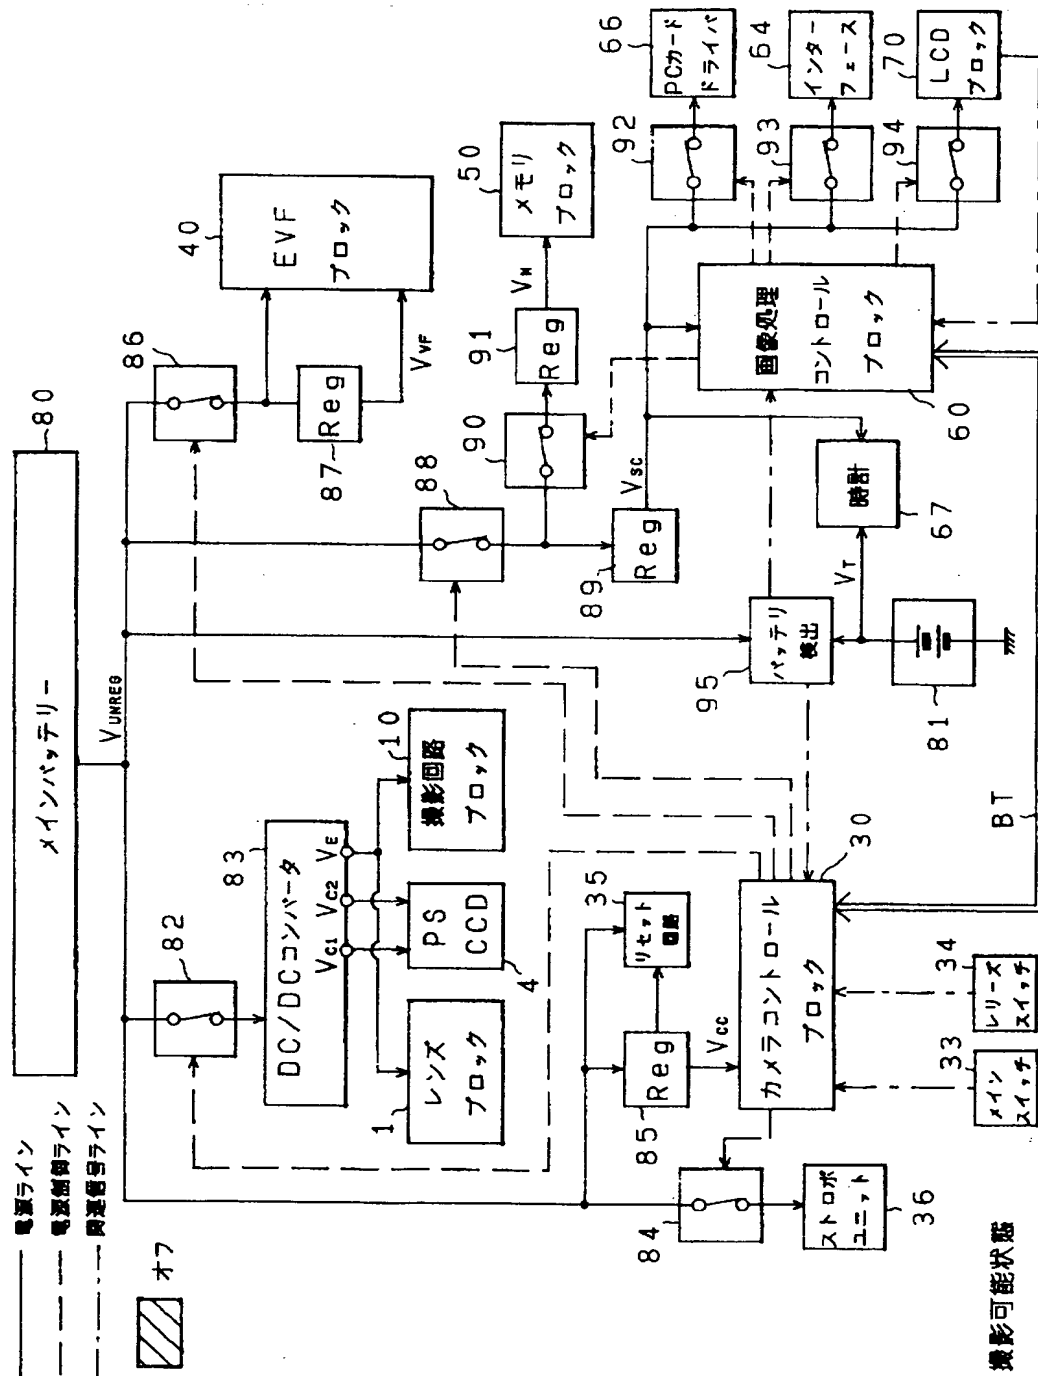 メインバッテリー
80
VUNREG
電源ライン
電源制御ライン
関連信号ライン
オフ
82
83
DC/DCコンバータ
VC1
VC2
VE
1
レンズ
ブロック
4
PS
CCD
10
撮影回路
ブロック
86
87
Reg
VVF
40
EVF
ブロック
88
89
Reg
VSC
90
91
Reg
VM
50
メモリ
ブロック
92
66
PCカード
ドライバ
93
64
インター
フェース
94
70
LCD
ブロック
60
画像処理
コントロール
ブロック
67
時計
VT
95
バッテリ
検出
81
BT
84
36
ストロボ
ユニット
85
Reg
VCC
35
リセット
回路
30
カメラコントロール
ブロック
33
メイン
スイッチ
34
レリーズ
スイッチ
撮影可能状態